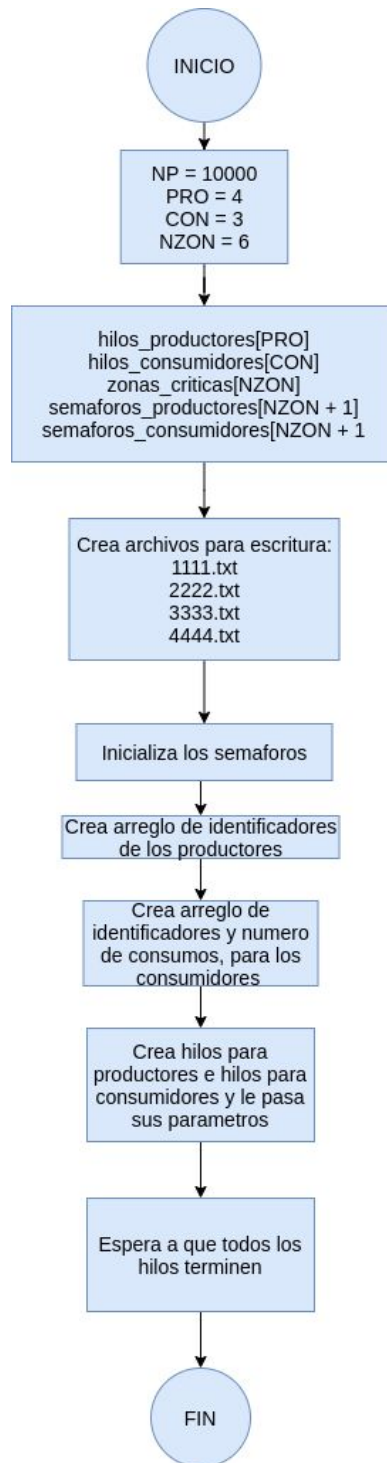 INICIO
NP = 10000
PRO = 4
CON = 3
NZON = 6
hilos_productores[PRO]
hilos_consumidores[CON]
zonas_criticas[NZON]
semaforos_productores[NZON + 1]
semaforos_consumidores[NZON + 1
Crea archivos para escritura:
1111.txt
2222.txt
3333.txt
4444.txt
Inicializa los semaforos
Crea arreglo de identificadores
de los productores
Crea arreglo de
identificadores y numero
de consumos, para los
consumidores
Crea hilos para
productores e hilos para
consumidores y le pasa
sus parametros
Espera a que todos los
hilos terminen
FIN